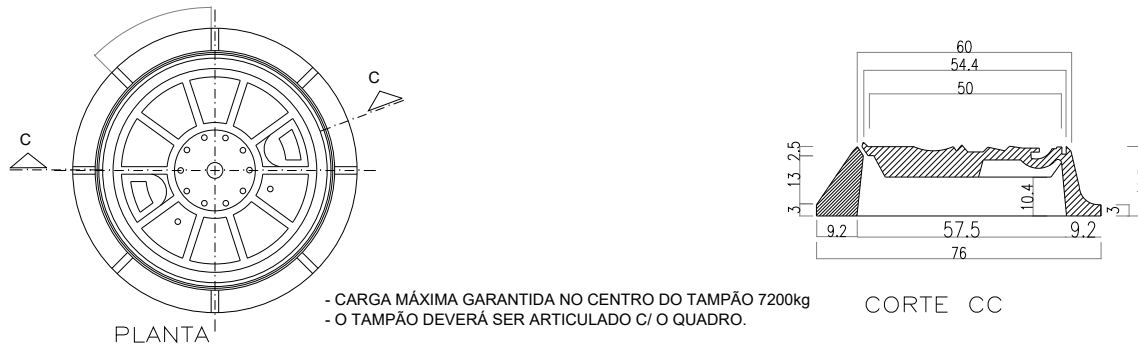 C
C
PLANTA
- CARGA MÁXIMA GARANTIDA NO CENTRO DO TAMPÃO 7200kg
- O TAMPÃO DEVERÁ SER ARTICULADO C/ O QUADRO.
60
54.4
50
2.5
13
3
10.4
3
9.2
57.5
9.2
76
CORTE CC